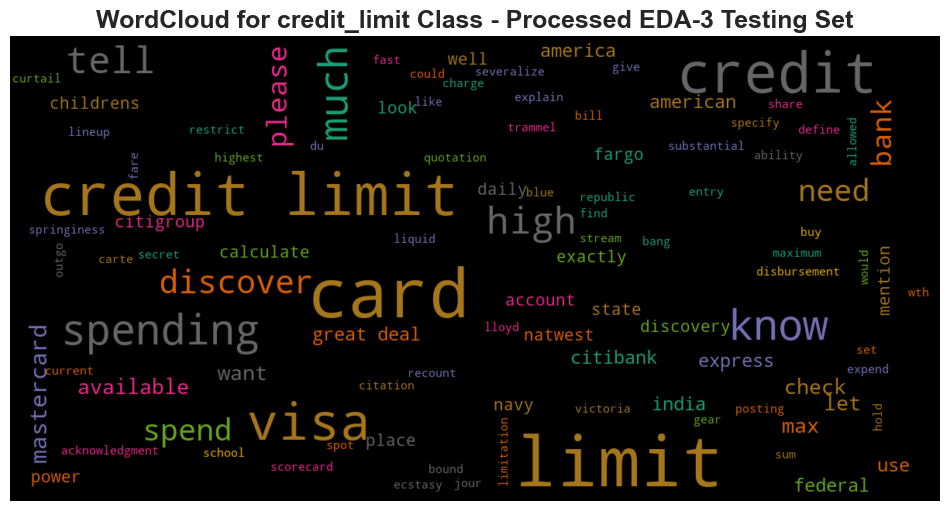 WordCloud for credit_limit Class - Processed EDA-3 Testing Set
tell
curtail
childrens
lineup
restrict
please
much
fast
could
well
severalize
america
give
charge
like
explain
look
trammel
bill
credit
american
share
specify
define
allowed
bank
substantial
ability
fare
highest
du
quotation
fargo
credit limit
daily
blue
republic
find
entry
need
high
citigroup
springiness
outgo
carte
secret
calculate
liquid
stream
bang
exactly
buy
maximum
disbursement
would
mention
wth
discover
card
account
state
spending
great deal
lloyd
natwest
discovery
know
mastercard
current
available
want
recount
citation
citibank
express
set
expend
check
let
hold
visa
spend
navy
victoria
india
gear
posting
max
place
acknowledgment
school
spot
scorecard
power
bound
ecstasy
jour
limitation
limit
sum
use
federal